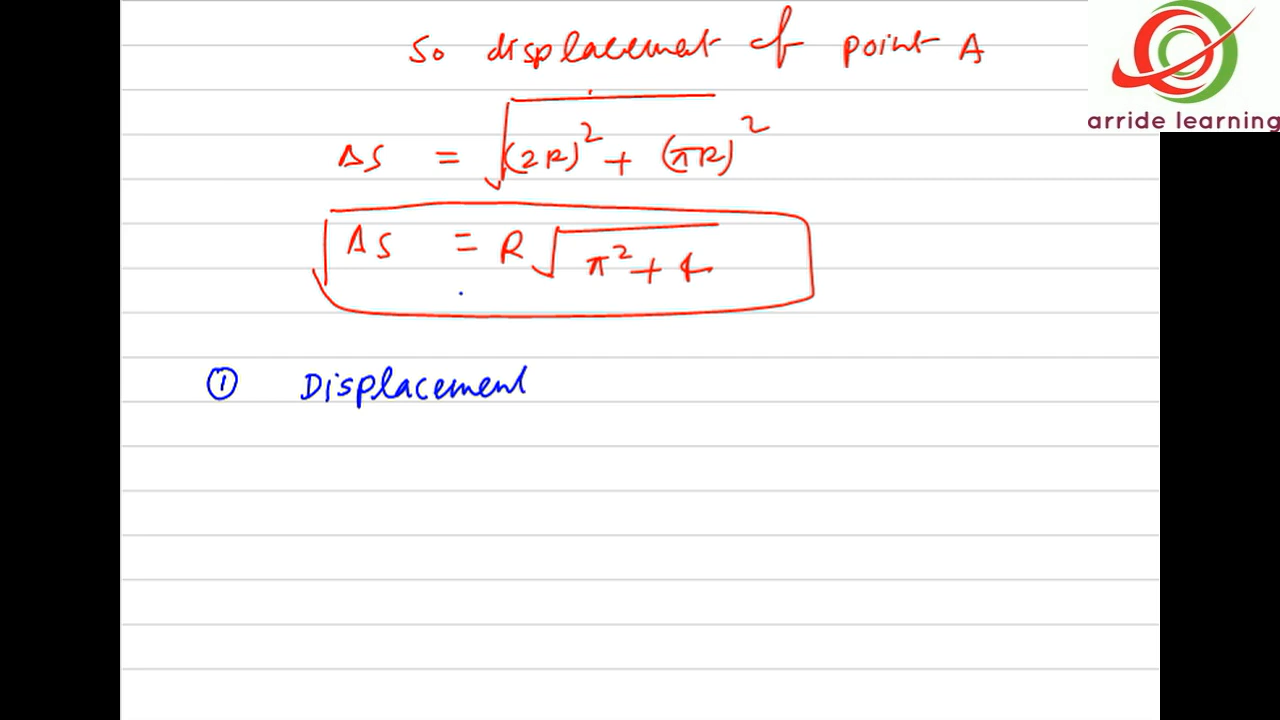 So displacement of point A
arride learning
ΔS = √(2R)² + (πR)²
ΔS = R√π² + 4
① Displacement